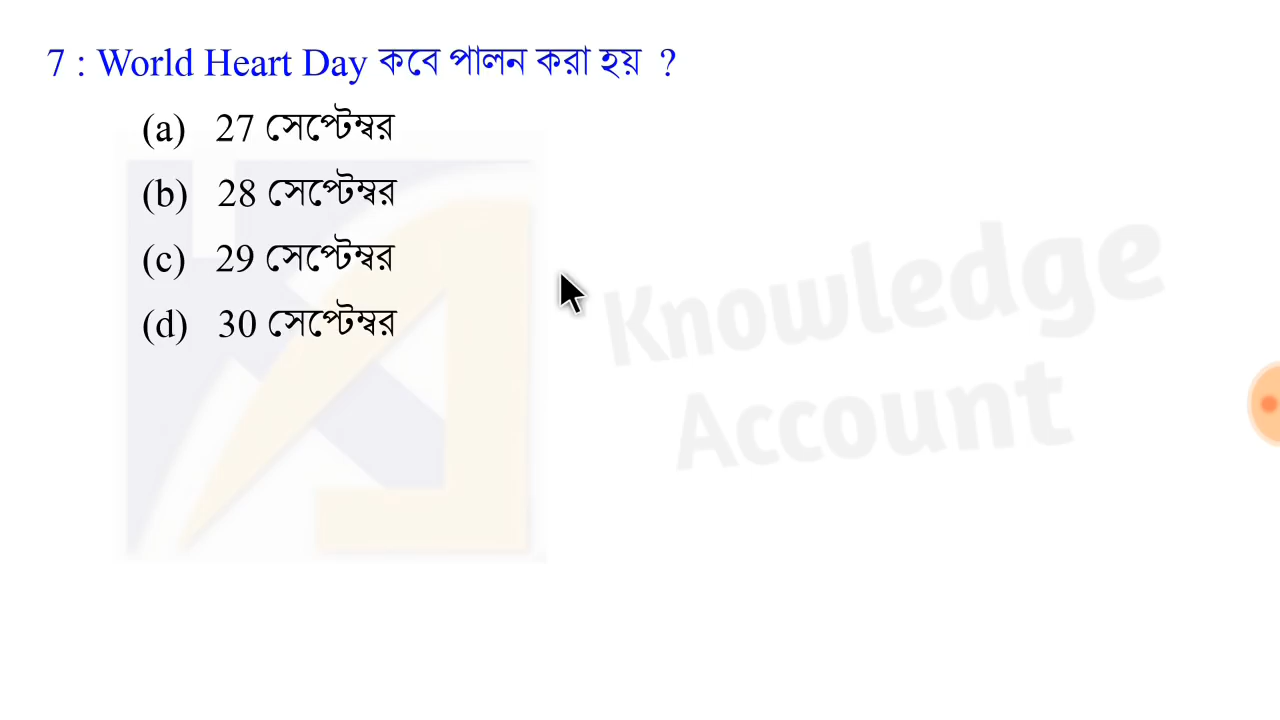 7 : World Heart Day কবে পালন করা হয় ?
(a) 27 সেপ্টেম্বর
(b) 28 সেপ্টেম্বর
(c) 29 সেপ্টেম্বর
(d) 30 সেপ্টেম্বর
Knowledge
Account